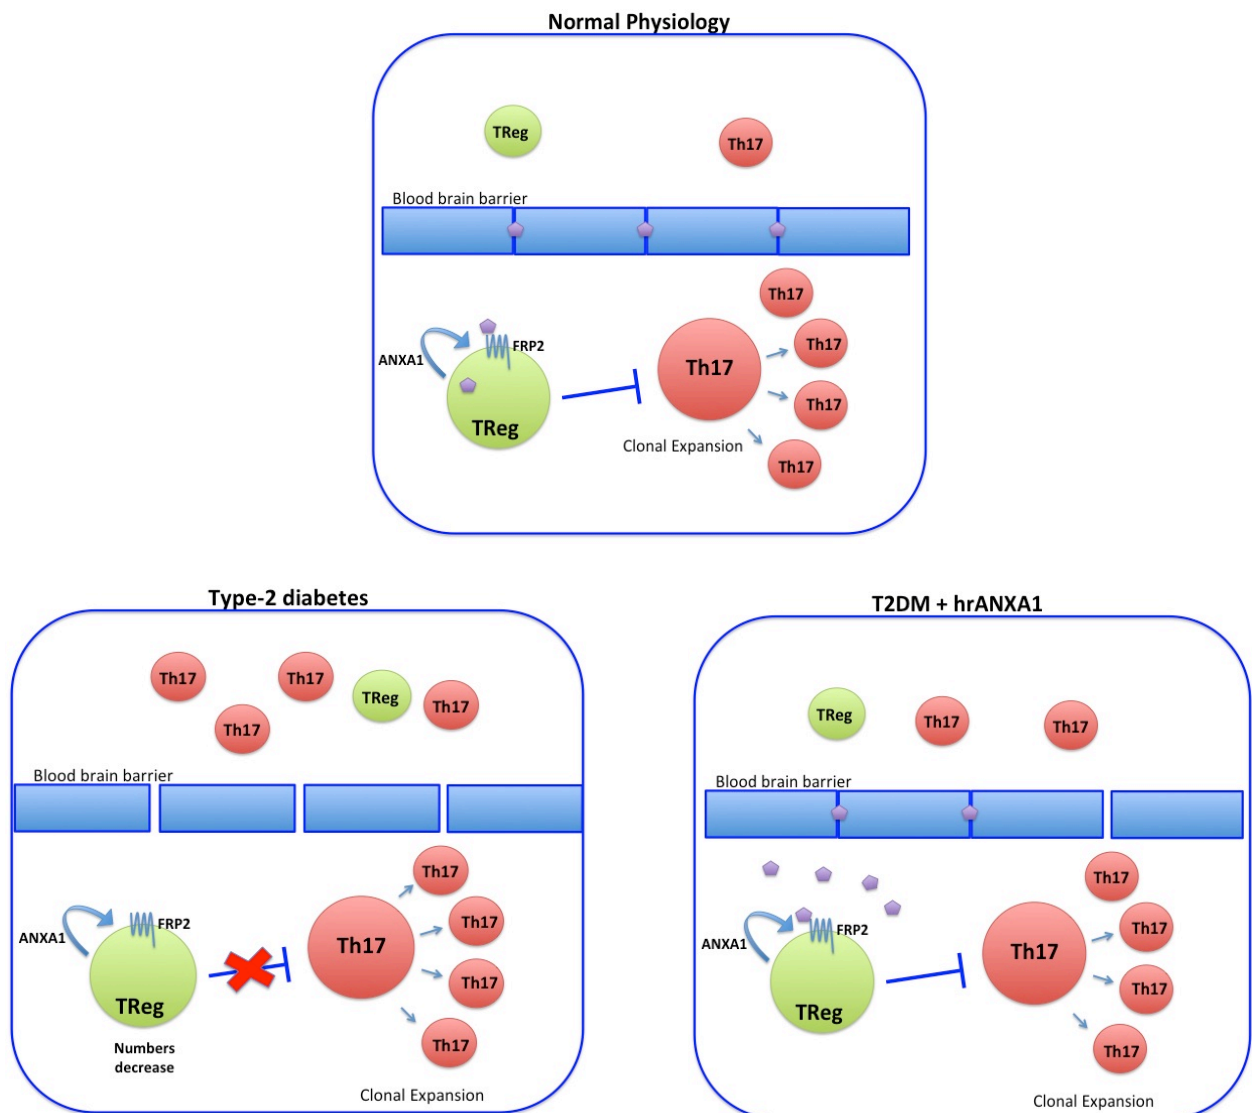 Normal Physiology
TReg
Th17
Blood brain barrier
Th17
ANXA1
FRP2
Th17
Th17
Th17
TReg
Clonal Expansion
Th17
Type-2 diabetes
Th17
Th17
TReg
Th17
Th17
Blood brain barrier
Th17
ANXA1
FRP2
Th17
Th17
Th17
TReg
Th17
Numbers
decrease
Clonal Expansion
T2DM + hrANXA1
TReg
Th17
Th17
Blood brain barrier
Th17
ANXA1
FRP2
Th17
Th17
Th17
TReg
Th17
Clonal Expansion